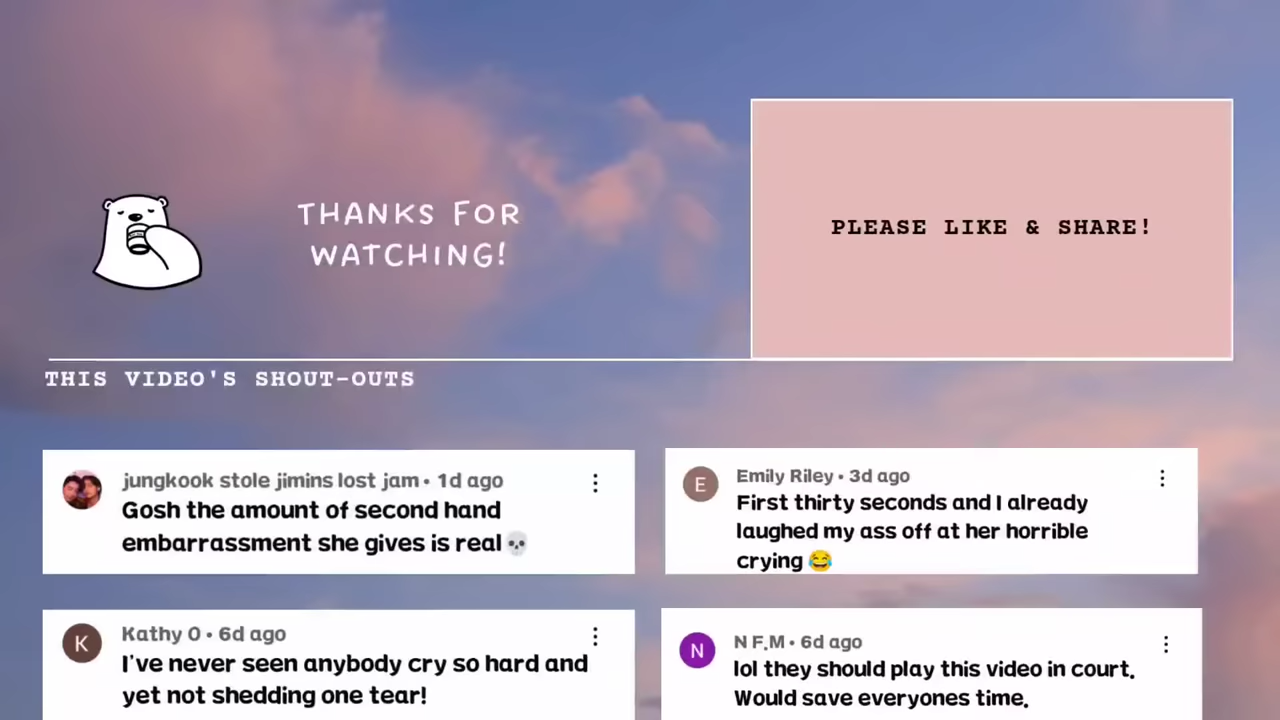 THANKS FOR
WATCHING!
PLEASE LIKE & SHARE!
THIS VIDEO'S SHOUT-OUTS
jungkook stole jimins lost jam • 1d ago
Gosh the amount of second hand
embarrassment she gives is real💀
E
Emily Riley • 3d ago
First thirty seconds and I already
laughed my ass off at her horrible
crying 😂
K
Kathy O • 6d ago
I've never seen anybody cry so hard and
yet not shedding one tear!
N
N F.M • 6d ago
lol they should play this video in court.
Would save everyones time.